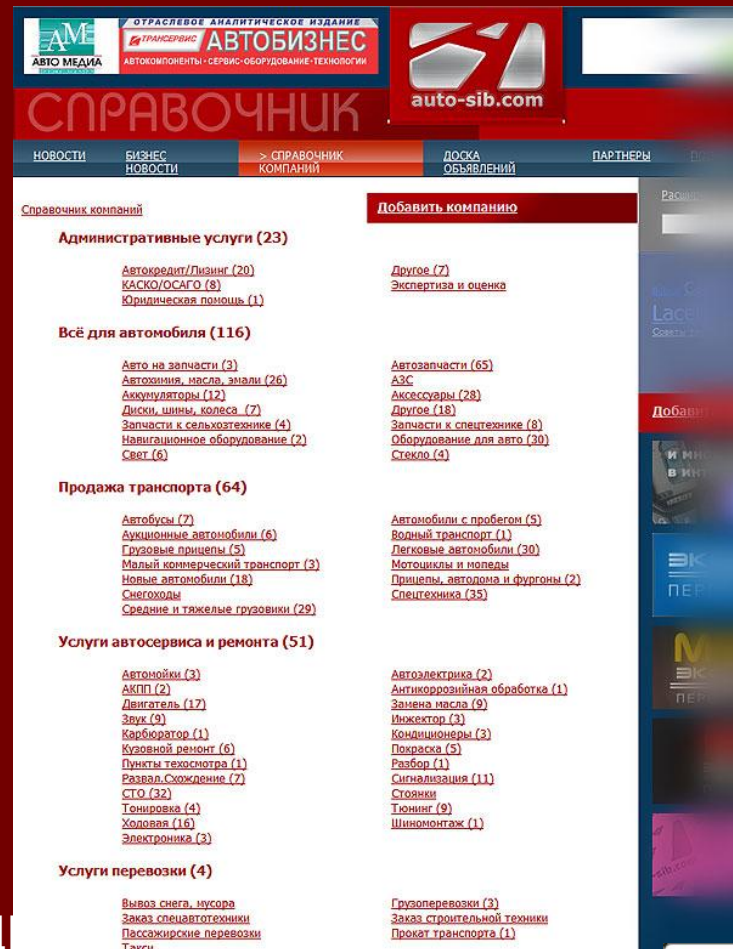 ОТРАСЛЕВОЕ АНАЛИТИЧЕСКОЕ ИЗДАНИЕ
АМ
АВТО МЕДИА
ТРАНСЕРВИС АВТОБИЗНЕС
АВТОКОМПОНЕНТЫ · СЕРВИС · ОБОРУДОВАНИЕ · ТЕХНОЛОГИИ
auto-sib.com
СПРАВОЧНИК
НОВОСТИ
БИЗНЕС НОВОСТИ
> СПРАВОЧНИК КОМПАНИЙ
ДОСКА ОБЪЯВЛЕНИЙ
ПАРТНЕРЫ
Справочник компаний
Добавить компанию
Административные услуги (23)
Автокредит/Лизинг (20)
Другое (7)
КАСКО/ОСАГО (8)
Экспертиза и оценка
Юридическая помощь (1)
Всё для автомобиля (116)
Авто на запчасти (3)
Автозапчасти (65)
Автохимия, масла, эмали (26)
АЗС
Аккумуляторы (12)
Аксессуары (28)
Диски, шины, колеса (7)
Другое (18)
Запчасти к сельхозтехнике (4)
Запчасти к спецтехнике (8)
Навигационное оборудование (2)
Оборудование для авто (30)
Свет (6)
Стекло (4)
Продажа транспорта (64)
Автобусы (7)
Автомобили с пробегом (5)
Аукционные автомобили (6)
Водный транспорт (1)
Грузовые прицепы (5)
Легковые автомобили (30)
Малый коммерческий транспорт (3)
Мотоциклы и мопеды
Новые автомобили (18)
Прицепы, автодома и фургоны (2)
Снегоходы
Спецтехника (35)
Средние и тяжелые грузовики (29)
Услуги автосервиса и ремонта (51)
Автомойки (3)
Автоэлектрика (2)
АКПП (2)
Антикоррозийная обработка (1)
Двигатель (17)
Замена масла (9)
Звук (9)
Инжектор (3)
Карбюратор (1)
Кондиционеры (3)
Кузовной ремонт (6)
Покраска (5)
Пункты техосмотра (1)
Разбор (1)
Развал.Схождение (7)
Сигнализация (11)
СТО (32)
Стоянки
Тонировка (4)
Тюнинг (9)
Ходовая (16)
Шиномонтаж (1)
Электроника (3)
Услуги перевозки (4)
Вывоз снега, мусора
Грузоперевозки (3)
Заказ спецавтотехники
Заказ строительной техники
Пассажирские перевозки
Прокат транспорта (1)
Такси